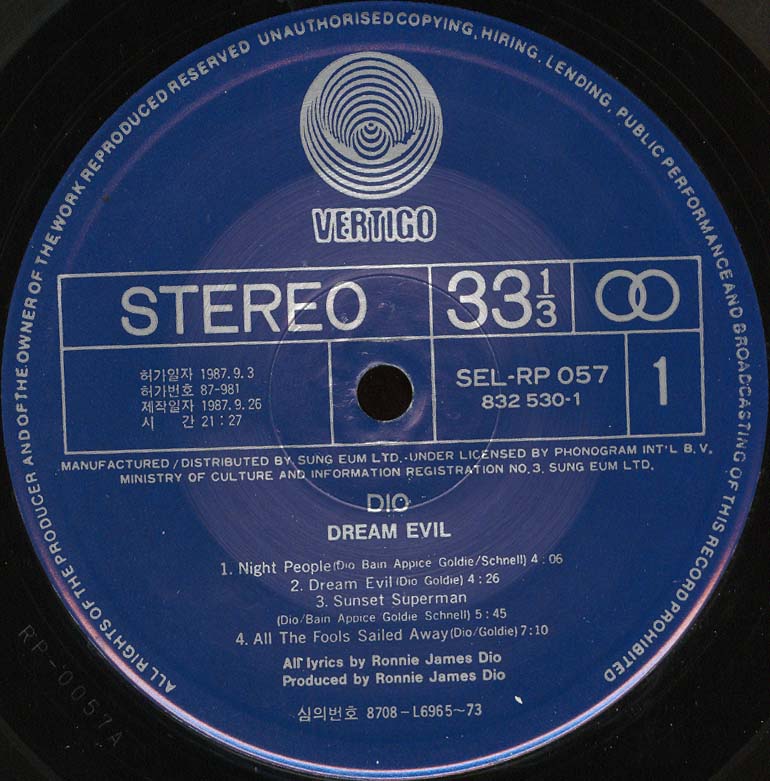 ALL RIGHTS OF THE PRODUCER AND OF THE OWNER OF THE WORK REPRODUCED RESERVED UNAUTHORISED COPYING, HIRING, LENDING, PUBLIC PERFORMANCE AND BROADCASTING OF THIS RECORD PROHIBITED
VERTIGO
STEREO
33 1/3
허가일자 1987.9.3
허가번호 87-981
제작일자 1987.9.26
시 간 21:27
SEL-RP 057
832 530-1
1
MANUFACTURED/DISTRIBUTED BY SUNG EUM LTD.-UNDER LICENSED BY PHONOGRAM INT'L B.V.
MINISTRY OF CULTURE AND INFORMATION REGISTRATION NO.3. SUNG EUM LTD.
DIO
DREAM EVIL
1. Night People (Dio Bain Appice Goldie/Schnell) 4:06
2. Dream Evil (Dio Goldie) 4:26
3. Sunset Superman
(Dio/Bain Appice Goldie Schnell) 5:45
4. All The Fools Sailed Away (Dio/Goldie) 7:10
All lyrics by Ronnie James Dio
Produced by Ronnie James Dio
심의번호 8708-L6965~73
RP-0057A